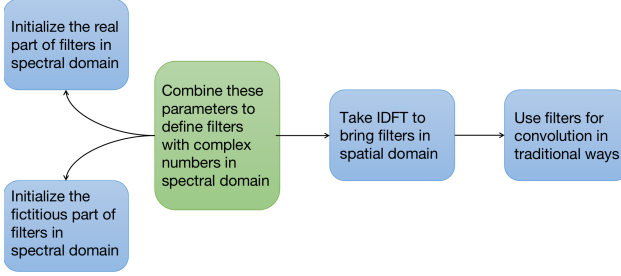 Initialize the real
part of filters in
spectral domain
Initialize the
fictitious part of
filters in
spectral domain
Combine these
parameters to
define filters
with complex
numbers in
spectral domain
Take IDFT to
bring filters in
spatial domain
Use filters for
convolution in
traditional ways